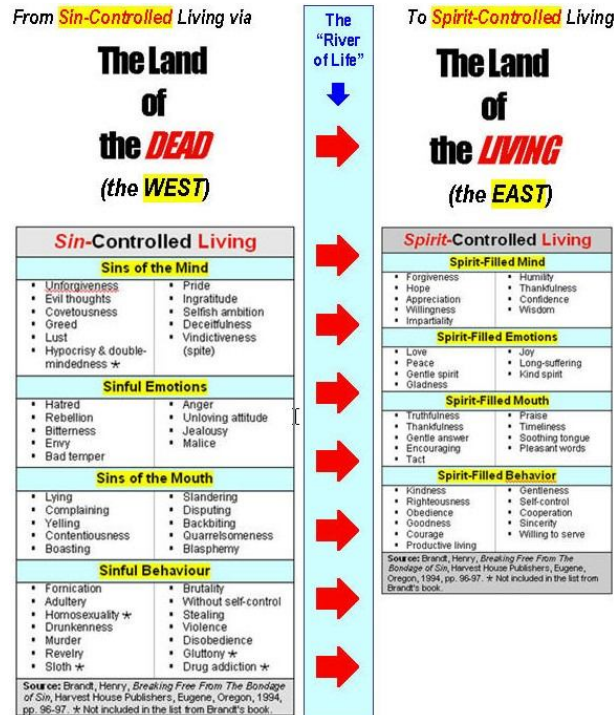 From Sin-Controlled Living via
The Land
of
the DEAD
(the WEST)
Sin-Controlled Living
Sins of the Mind
Unforgiveness
Evil thoughts
Covetousness
Greed
Lust
Hypocrisy & double-
mindedness *
Pride
Ingratitude
Selfish ambition
Deceitfulness
Vindictiveness
(spite)
Sinful Emotions
Hatred
Rebellion
Bitterness
Envy
Bad temper
Anger
Unloving attitude
Jealousy
Malice
Sins of the Mouth
Lying
Complaining
Yelling
Contentiousness
Boasting
Slandering
Disputing
Backbiting
Quarrelsomeness
Blasphemy
Sinful Behaviour
Fornication
Adultery
Homosexuality *
Drunkenness
Murder
Revelry
Sloth *
Brutality
Without self-control
Stealing
Violence
Disobedience
Gluttony *
Drug addiction *
Source: Brandt, Henry, Breaking Free From The Bondage
of Sin, Harvest House Publishers, Eugene, Oregon, 1994,
pp. 96-97. * Not included in the list from Brandt's book.
The
"River
of Life"
To Spirit-Controlled Living
The Land
of
the LIVING
(the EAST)
Spirit-Controlled Living
Spirit-Filled Mind
Forgiveness
Hope
Appreciation
Willingness
Impartiality
Humility
Thankfulness
Confidence
Wisdom
Spirit-Filled Emotions
Love
Peace
Gentle spirit
Gladness
Joy
Long-suffering
Kind spirit
Spirit-Filled Mouth
Truthfulness
Thankfulness
Gentle answer
Encouraging
Tact
Praise
Timeliness
Soothing tongue
Pleasant words
Spirit-Filled Behavior
Kindness
Righteousness
Obedience
Goodness
Courage
Productive living
Gentleness
Self-control
Cooperation
Sincerity
Willing to serve
Source: Brandt, Henry, Breaking Free From The
Bondage of Sin, Harvest House Publishers, Eugene,
Oregon, 1994, pp. 96-97. * Not included in the list from
Brandt's book.